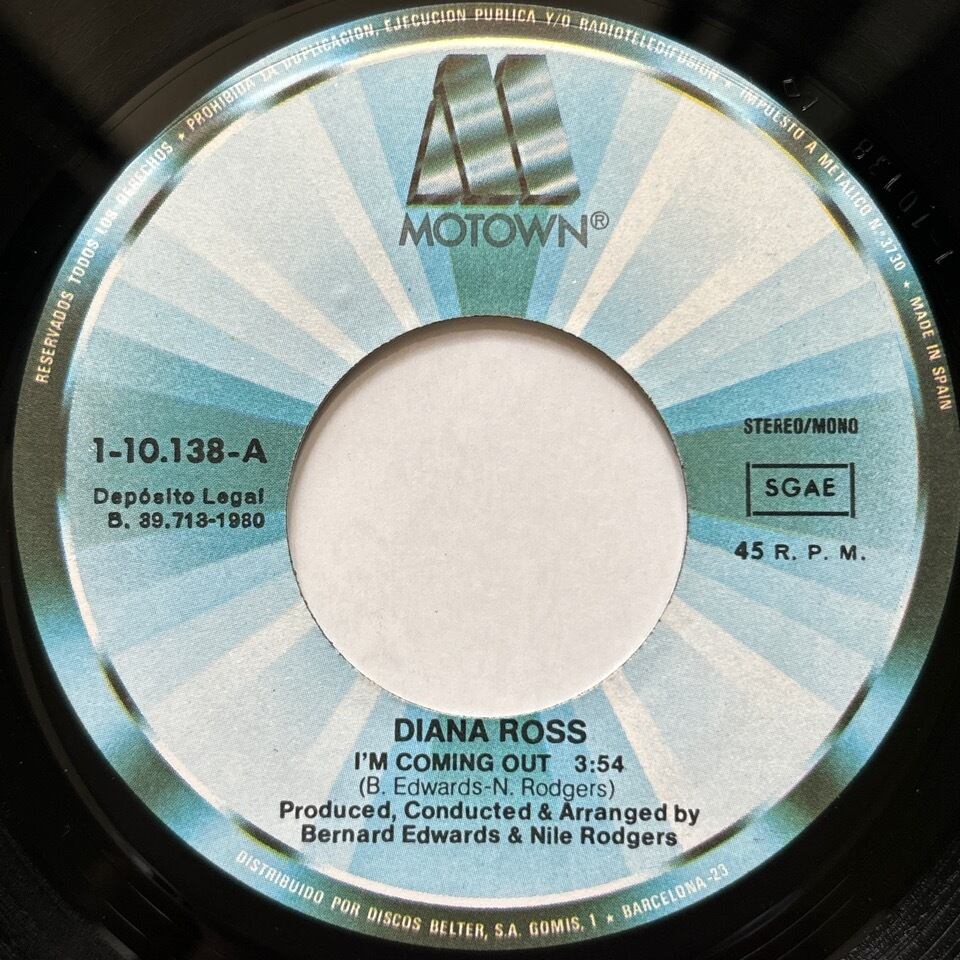 RESERVADOS TODOS LOS DERECHOS ★ PROHIBIDA LA DUPLICACION, EJECUCION PUBLICA Y/O RADIOTELEDIFUSION ★ IMPUESTO A METALICO N.º 3730 ★ MADE IN SPAIN
MOTOWN®
1-10.138-A
Depósito Legal
B. 39.713-1980
STEREO/MONO
SGAE
45 R. P. M.
DIANA ROSS
I'M COMING OUT 3:54
(B. Edwards-N. Rodgers)
Produced, Conducted & Arranged by
Bernard Edwards & Nile Rodgers
DISTRIBUIDO POR DISCOS BELTER, S.A. GOMIS, 1 ★ BARCELONA-23